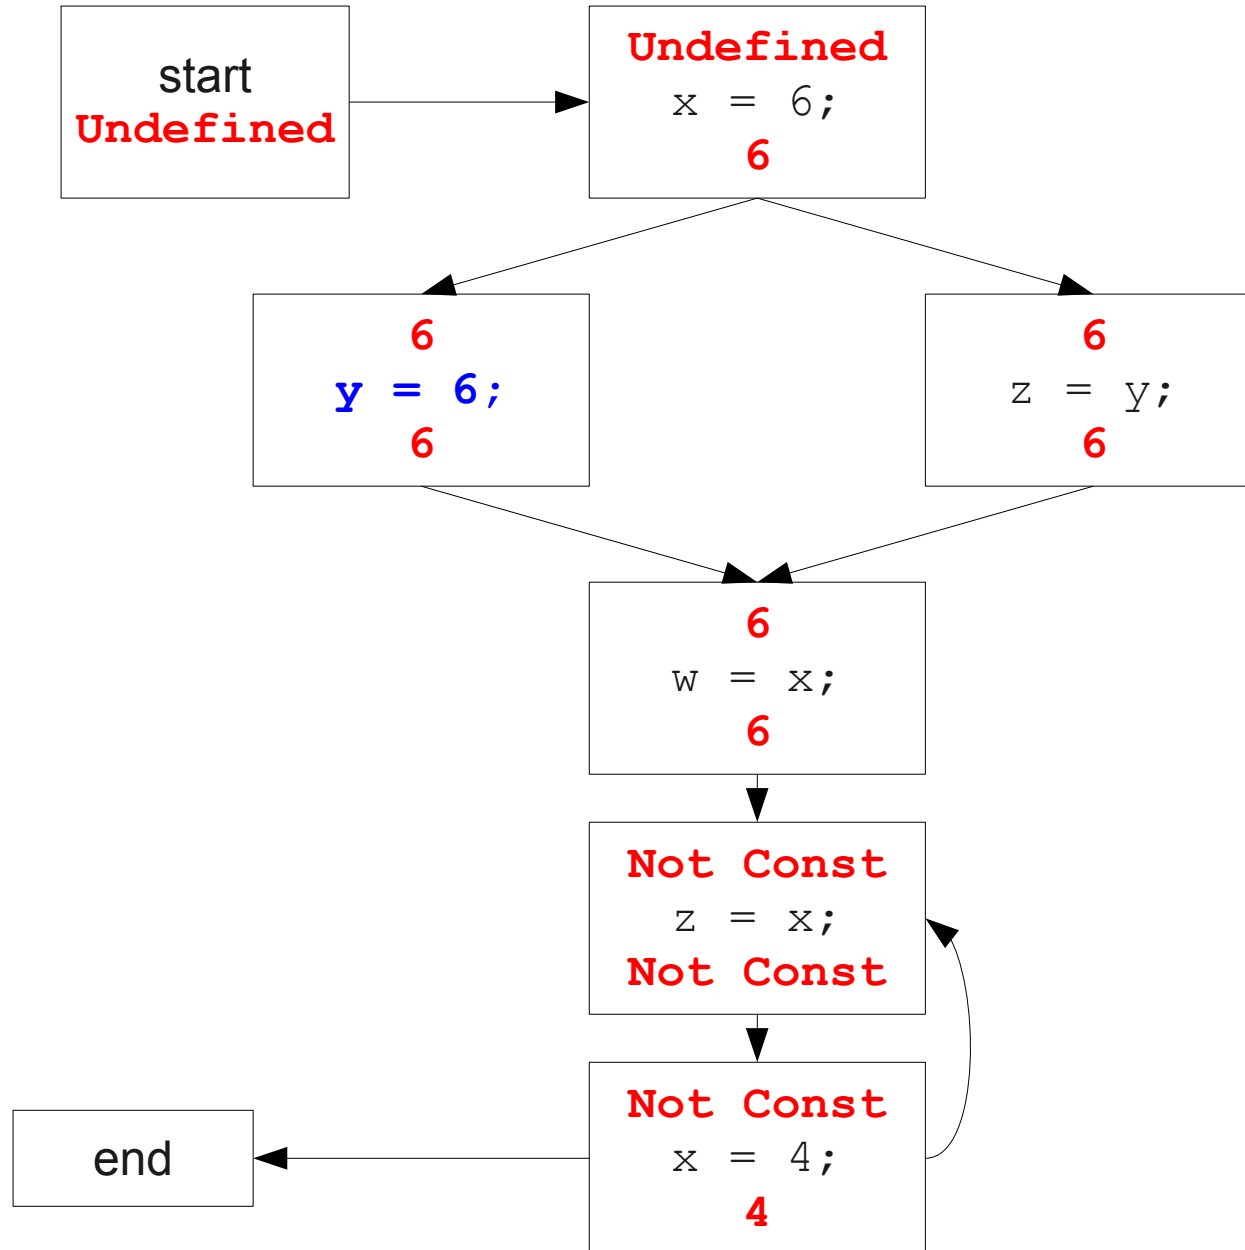 start
Undefined
Undefined
x = 6;
6
6
y = 6;
6
6
z = y;
6
6
w = x;
6
Not Const
z = x;
Not Const
Not Const
x = 4;
4
end